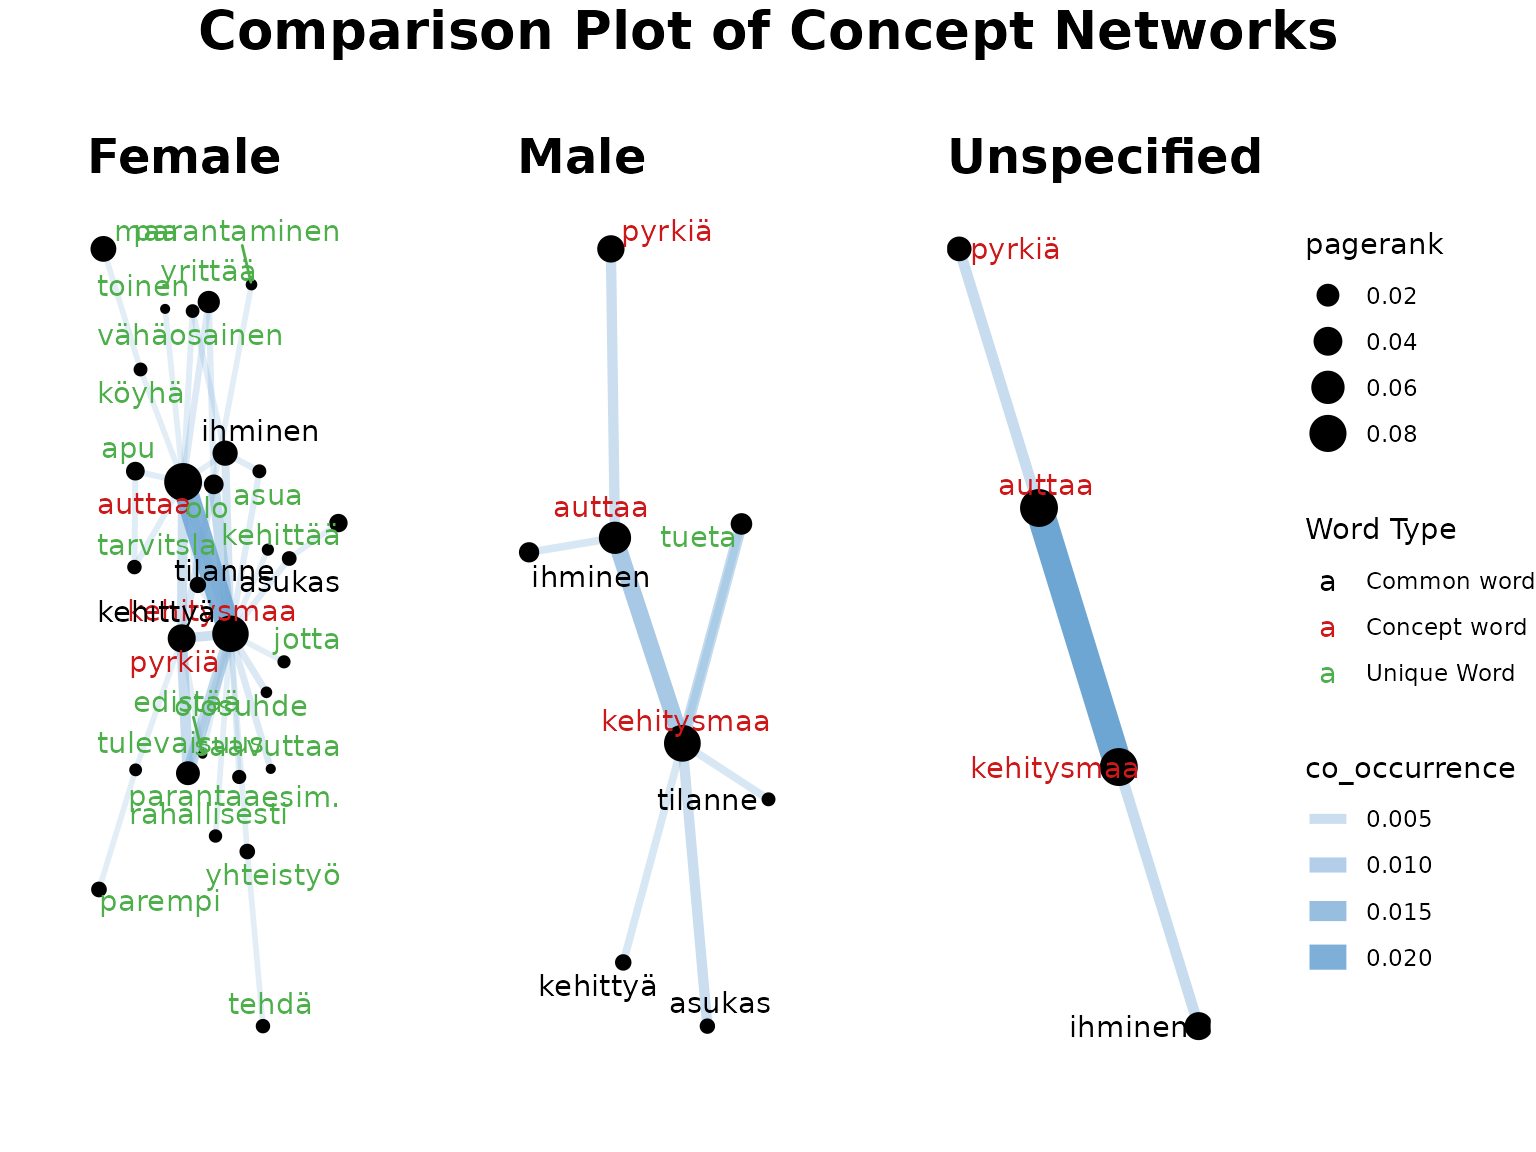 Comparison Plot of Concept Networks
Female
maa
parantaminen
yrittää
toinen
vähäosainen
köyhä
ihminen
apu
asua
auttaa
olo
kehittää
tarvitsla
tilanne
asukas
kehittyä
kehitysmaa
jotta
pyrkiä
edistää
olosuhde
tulevaisuus
saavuttaa
parantaa
esim.
rahallisesti
yhteistyö
parempi
tehdä
Male
pyrkiä
auttaa
tueta
ihminen
kehitysmaa
tilanne
kehittyä
asukas
Unspecified
pyrkiä
auttaa
kehitysmaa
ihminen
pagerank
0.02
0.04
0.06
0.08
Word Type
a Common word
a Concept word
a Unique Word
co_occurrence
0.005
0.010
0.015
0.020